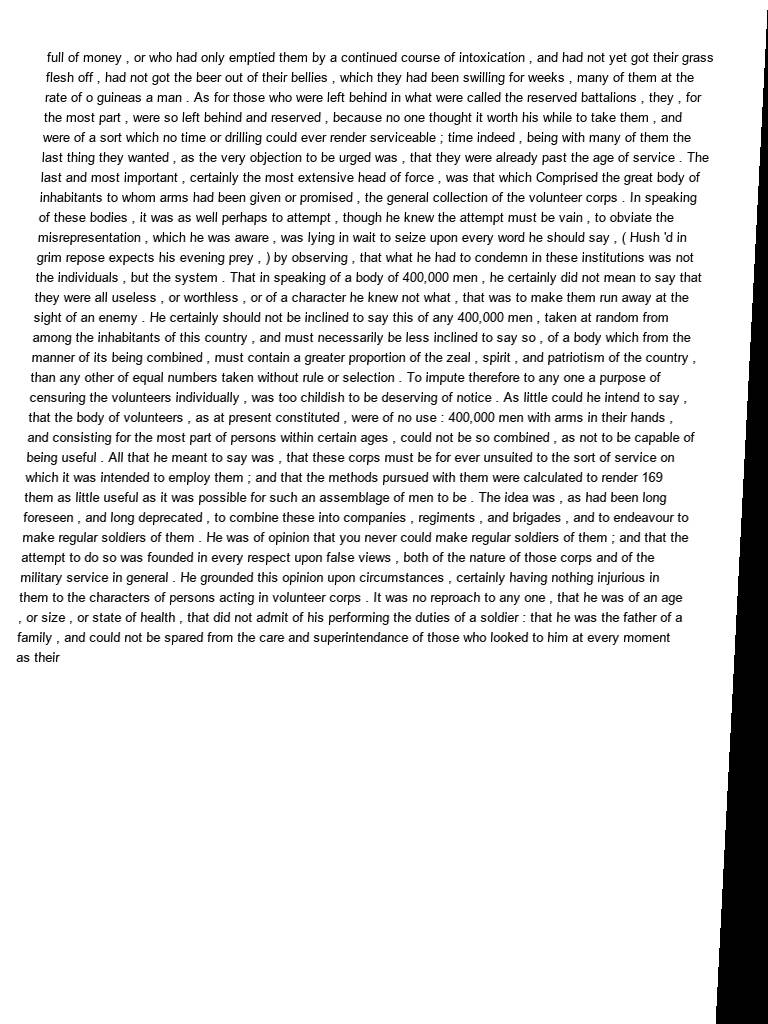 full of money , or who had only emptied them by a continued course of intoxication , and had not yet got their grass
flesh off , had not got the beer out of their bellies , which they had been swilling for weeks , many of them at the
rate of o guineas a man . As for those who were left behind in what were called the reserved battalions , they , for
the most part , were so left behind and reserved , because no one thought it worth his while to take them , and
were of a sort which no time or drilling could ever render serviceable ; time indeed , being with many of them the
last thing they wanted , as the very objection to be urged was , that they were already past the age of service . The
last and most important , certainly the most extensive head of force , was that which Comprised the great body of
inhabitants to whom arms had been given or promised , the general collection of the volunteer corps . In speaking
of these bodies , it was as well perhaps to attempt , though he knew the attempt must be vain , to obviate the
misrepresentation , which he was aware , was lying in wait to seize upon every word he should say , ( Hush 'd in
grim repose expects his evening prey , ) by observing , that what he had to condemn in these institutions was not
the individuals , but the system . That in speaking of a body of 400,000 men , he certainly did not mean to say that
they were all useless , or worthless , or of a character he knew not what , that was to make them run away at the
sight of an enemy . He certainly should not be inclined to say this of any 400,000 men , taken at random from
among the inhabitants of this country , and must necessarily be less inclined to say so , of a body which from the
manner of its being combined , must contain a greater proportion of the zeal , spirit , and patriotism of the country ,
than any other of equal numbers taken without rule or selection . To impute therefore to any one a purpose of
censuring the volunteers individually , was too childish to be deserving of notice . As little could he intend to say ,
that the body of volunteers , as at present constituted , were of no use : 400,000 men with arms in their hands ,
and consisting for the most part of persons within certain ages , could not be so combined , as not to be capable of
being useful . All that he meant to say was , that these corps must be for ever unsuited to the sort of service on
which it was intended to employ them ; and that the methods pursued with them were calculated to render 169
them as little useful as it was possible for such an assemblage of men to be . The idea was , as had been long
foreseen , and long deprecated , to combine these into companies , regiments , and brigades , and to endeavour to
make regular soldiers of them . He was of opinion that you never could make regular soldiers of them ; and that the
attempt to do so was founded in every respect upon false views , both of the nature of those corps and of the
military service in general . He grounded this opinion upon circumstances , certainly having nothing injurious in
them to the characters of persons acting in volunteer corps . It was no reproach to any one , that he was of an age
, or size , or state of health , that did not admit of his performing the duties of a soldier : that he was the father of a
family , and could not be spared from the care and superintendance of those who looked to him at every moment
as their